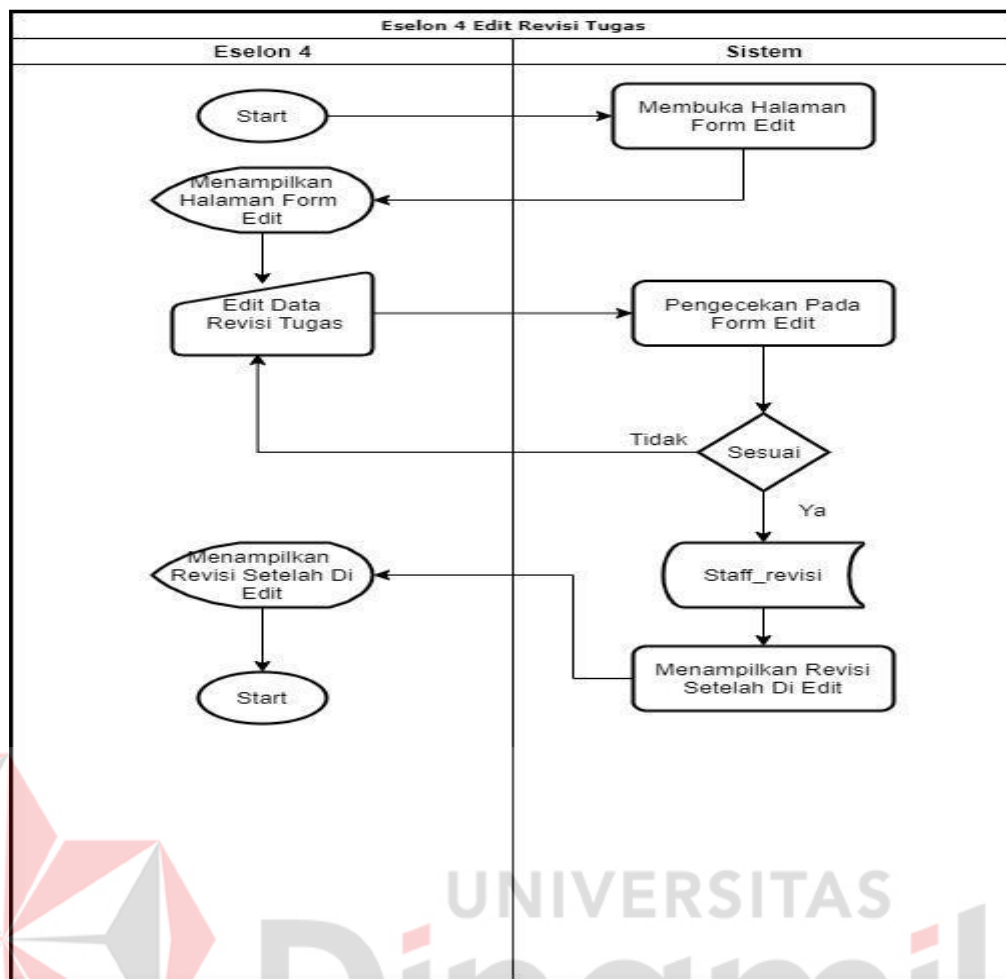 Eselon 4 Edit Revisi Tugas
Eselon 4
Sistem
Start
Membuka Halaman
Form Edit
Menampilkan
Halaman Form
Edit
Edit Data
Revisi Tugas
Pengecekan Pada
Form Edit
Tidak
Sesuai
Ya
Menampilkan
Revisi Setelah Di
Edit
Staff_revisi
Start
Menampilkan Revisi
Setelah Di Edit
UNIVERSITAS